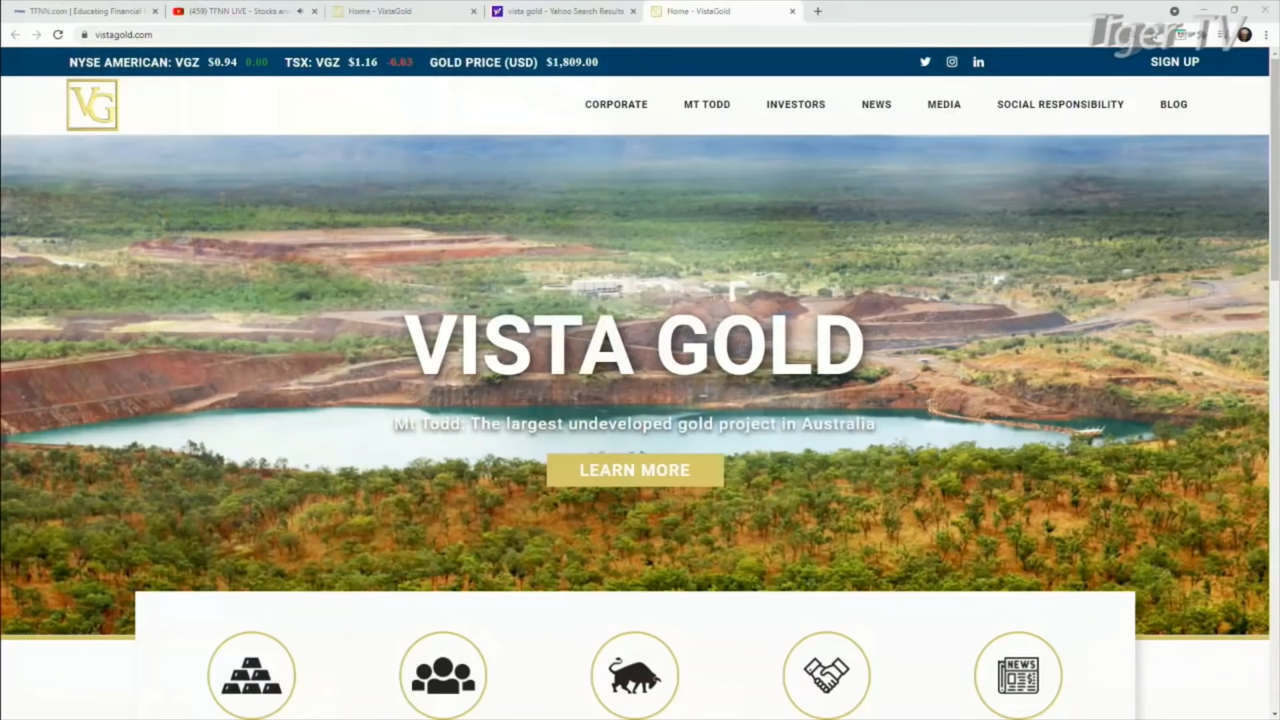 TFNN.com | Educating Financial
(459) TFNN LIVE - Stocks an
Home - VistaGold
vista gold - Yahoo Search Results
Home - VistaGold
vistagold.com
Tiger TV
NYSE AMERICAN: VGZ $0.94 0.00 TSX: VGZ $1.16 -0.03 GOLD PRICE (USD) $1,809.00
SIGN UP
VG
CORPORATE MT TODD INVESTORS NEWS MEDIA SOCIAL RESPONSIBILITY BLOG
VISTA GOLD
Mt Todd: The largest undeveloped gold project in Australia
LEARN MORE
NEWS